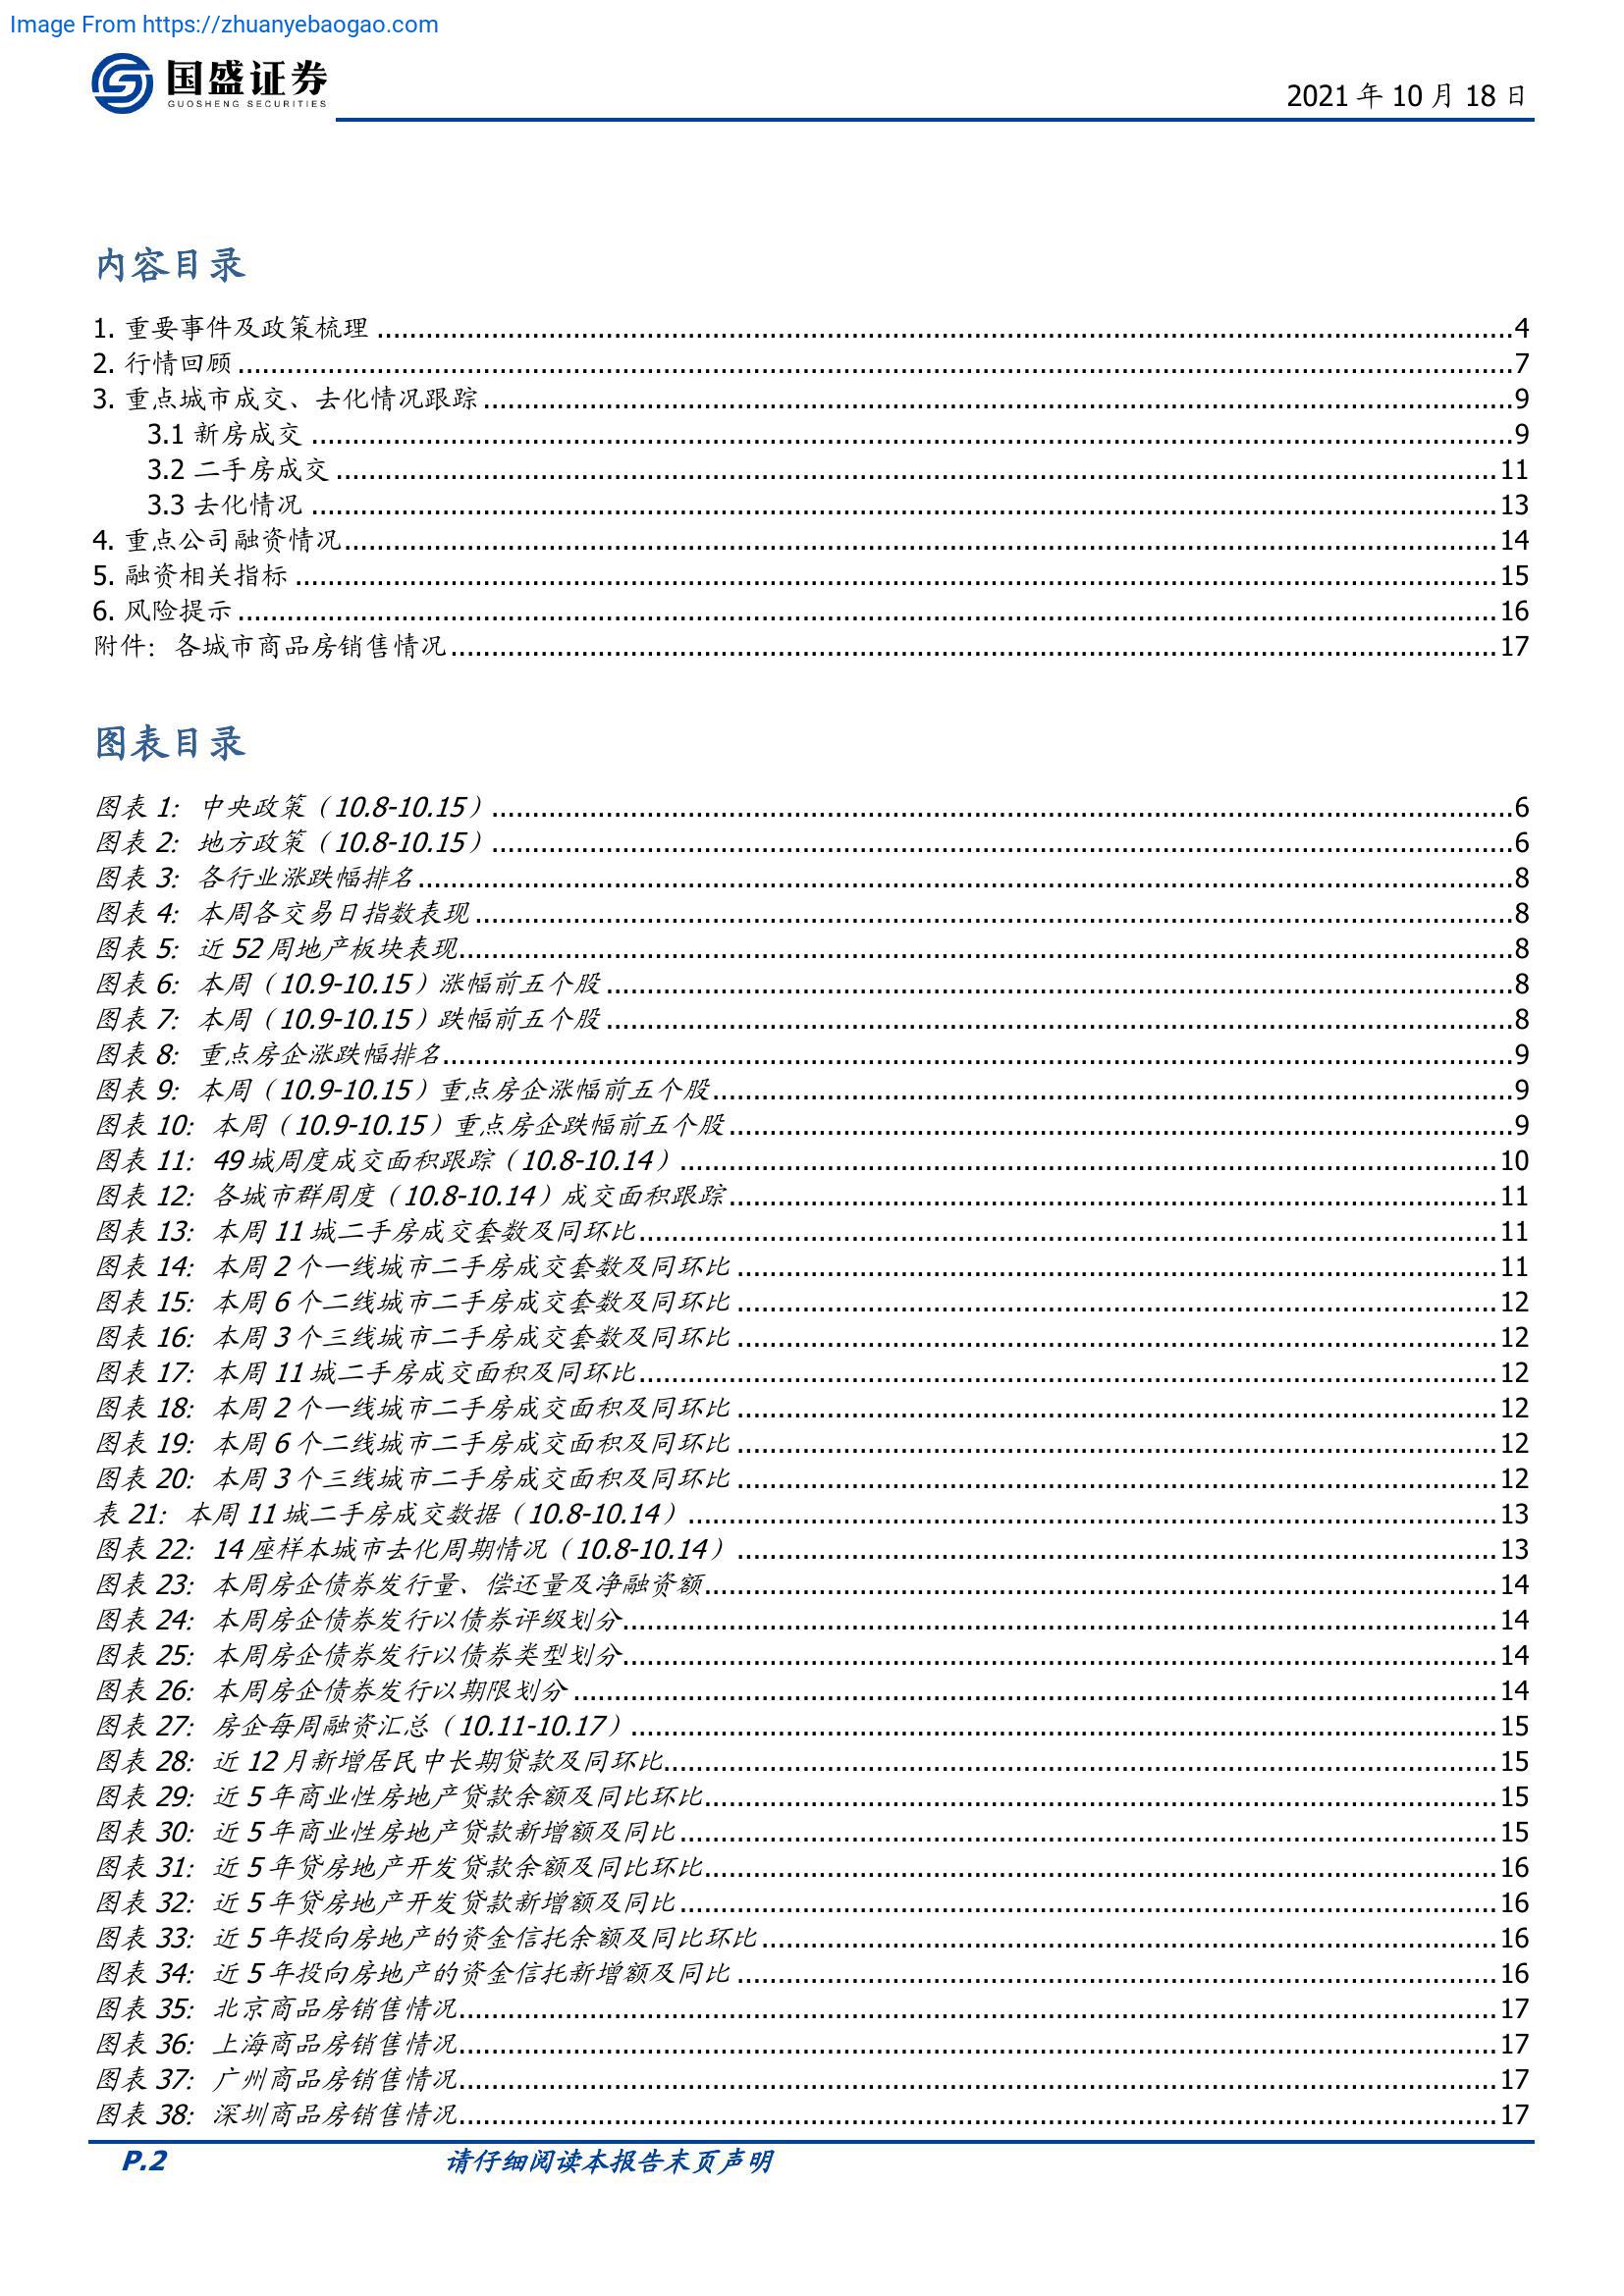 Image From https://zhuanyebaogao.com
国盛证券
GUOSHENG SECURITIES
2021 年 10 月 18 日
内容目录
1. 重要事件及政策梳理 ........ 4
2. 行情回顾 ........ 7
3. 重点城市成交、去化情况跟踪 ........ 9
3.1 新房成交 ........ 9
3.2 二手房成交 ........ 11
3.3 去化情况 ........ 13
4. 重点公司融资情况 ........ 14
5. 融资相关指标 ........ 15
6. 风险提示 ........ 16
附件：各城市商品房销售情况 ........ 17
图表目录
图表 1：中央政策（10.8-10.15） ........ 6
图表 2：地方政策（10.8-10.15） ........ 6
图表 3：各行业涨跌幅排名 ........ 8
图表 4：本周各交易日指数表现 ........ 8
图表 5：近 52 周地产板块表现 ........ 8
图表 6：本周（10.9-10.15）涨幅前五个股 ........ 8
图表 7：本周（10.9-10.15）跌幅前五个股 ........ 8
图表 8：重点房企涨跌幅排名 ........ 9
图表 9：本周（10.9-10.15）重点房企涨幅前五个股 ........ 9
图表 10：本周（10.9-10.15）重点房企跌幅前五个股 ........ 9
图表 11：49 城周度成交面积跟踪（10.8-10.14） ........ 10
图表 12：各城市群周度（10.8-10.14）成交面积跟踪 ........ 11
图表 13：本周 11 城二手房成交套数及同环比 ........ 11
图表 14：本周 2 个一线城市二手房成交套数及同环比 ........ 11
图表 15：本周 6 个二线城市二手房成交套数及同环比 ........ 12
图表 16：本周 3 个三线城市二手房成交套数及同环比 ........ 12
图表 17：本周 11 城二手房成交面积及同环比 ........ 12
图表 18：本周 2 个一线城市二手房成交面积及同环比 ........ 12
图表 19：本周 6 个二线城市二手房成交面积及同环比 ........ 12
图表 20：本周 3 个三线城市二手房成交面积及同环比 ........ 12
表 21：本周 11 城二手房成交数据（10.8-10.14） ........ 13
图表 22：14 座样本城市去化周期情况（10.8-10.14） ........ 13
图表 23：本周房企债券发行量、偿还量及净融资额 ........ 14
图表 24：本周房企债券发行以债券评级划分 ........ 14
图表 25：本周房企债券发行以债券类型划分 ........ 14
图表 26：本周房企债券发行以期限划分 ........ 14
图表 27：房企每周融资汇总（10.11-10.17） ........ 15
图表 28：近 12 月新增居民中长期贷款及同环比 ........ 15
图表 29：近 5 年商业性房地产贷款余额及同比环比 ........ 15
图表 30：近 5 年商业性房地产贷款新增额及同比 ........ 15
图表 31：近 5 年贷房地产开发贷款余额及同比环比 ........ 16
图表 32：近 5 年贷房地产开发贷款新增额及同比 ........ 16
图表 33：近 5 年投向房地产的资金信托余额及同比环比 ........ 16
图表 34：近 5 年投向房地产的资金信托新增额及同比 ........ 16
图表 35：北京商品房销售情况 ........ 17
图表 36：上海商品房销售情况 ........ 17
图表 37：广州商品房销售情况 ........ 17
图表 38：深圳商品房销售情况 ........ 17
P.2
请仔细阅读本报告末页声明